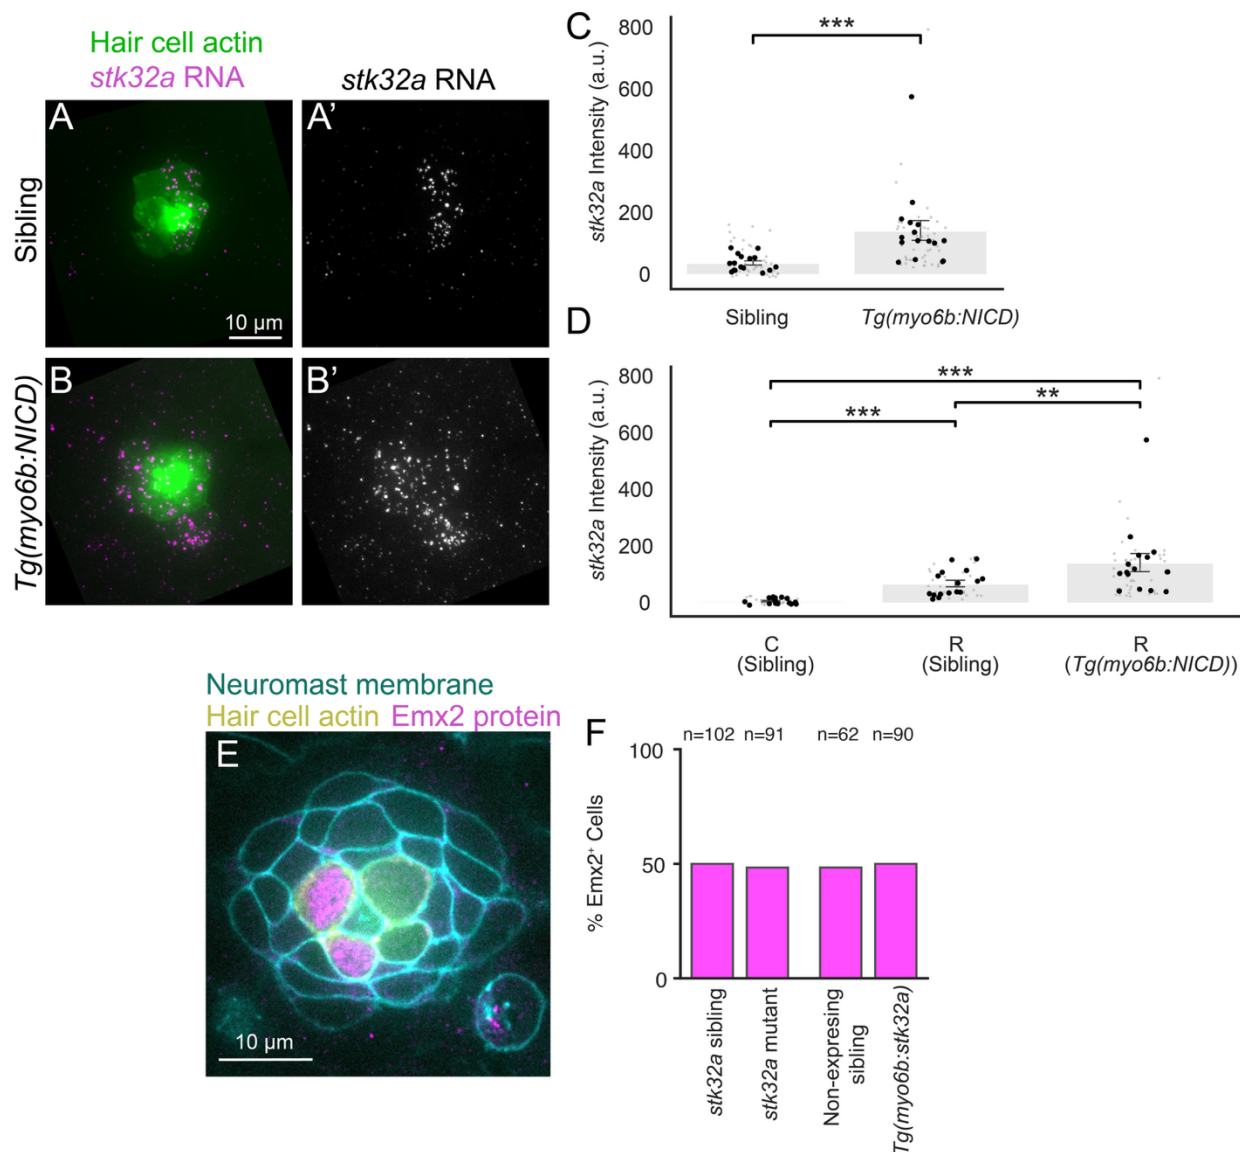 Hair cell actin
stk32a RNA
stk32a RNA
Sibling
A
10 µm
A'
Tg(myo6b:NICD)
B
B'
C
***
stk32a Intensity (a.u.)
800
600
400
200
0
Sibling
Tg(myo6b:NICD)
D
***
***
**
stk32a Intensity (a.u.)
800
600
400
200
0
C
(Sibling)
R
(Sibling)
R
(Tg(myo6b:NICD))
Neuromast membrane
Hair cell actin Emx2 protein
E
10 µm
F
n=102 n=91 n=62 n=90
% Emx2⁺ Cells
100
50
0
stk32a sibling
stk32a mutant
Non-expresing
sibling
Tg(myo6b:stk32a)